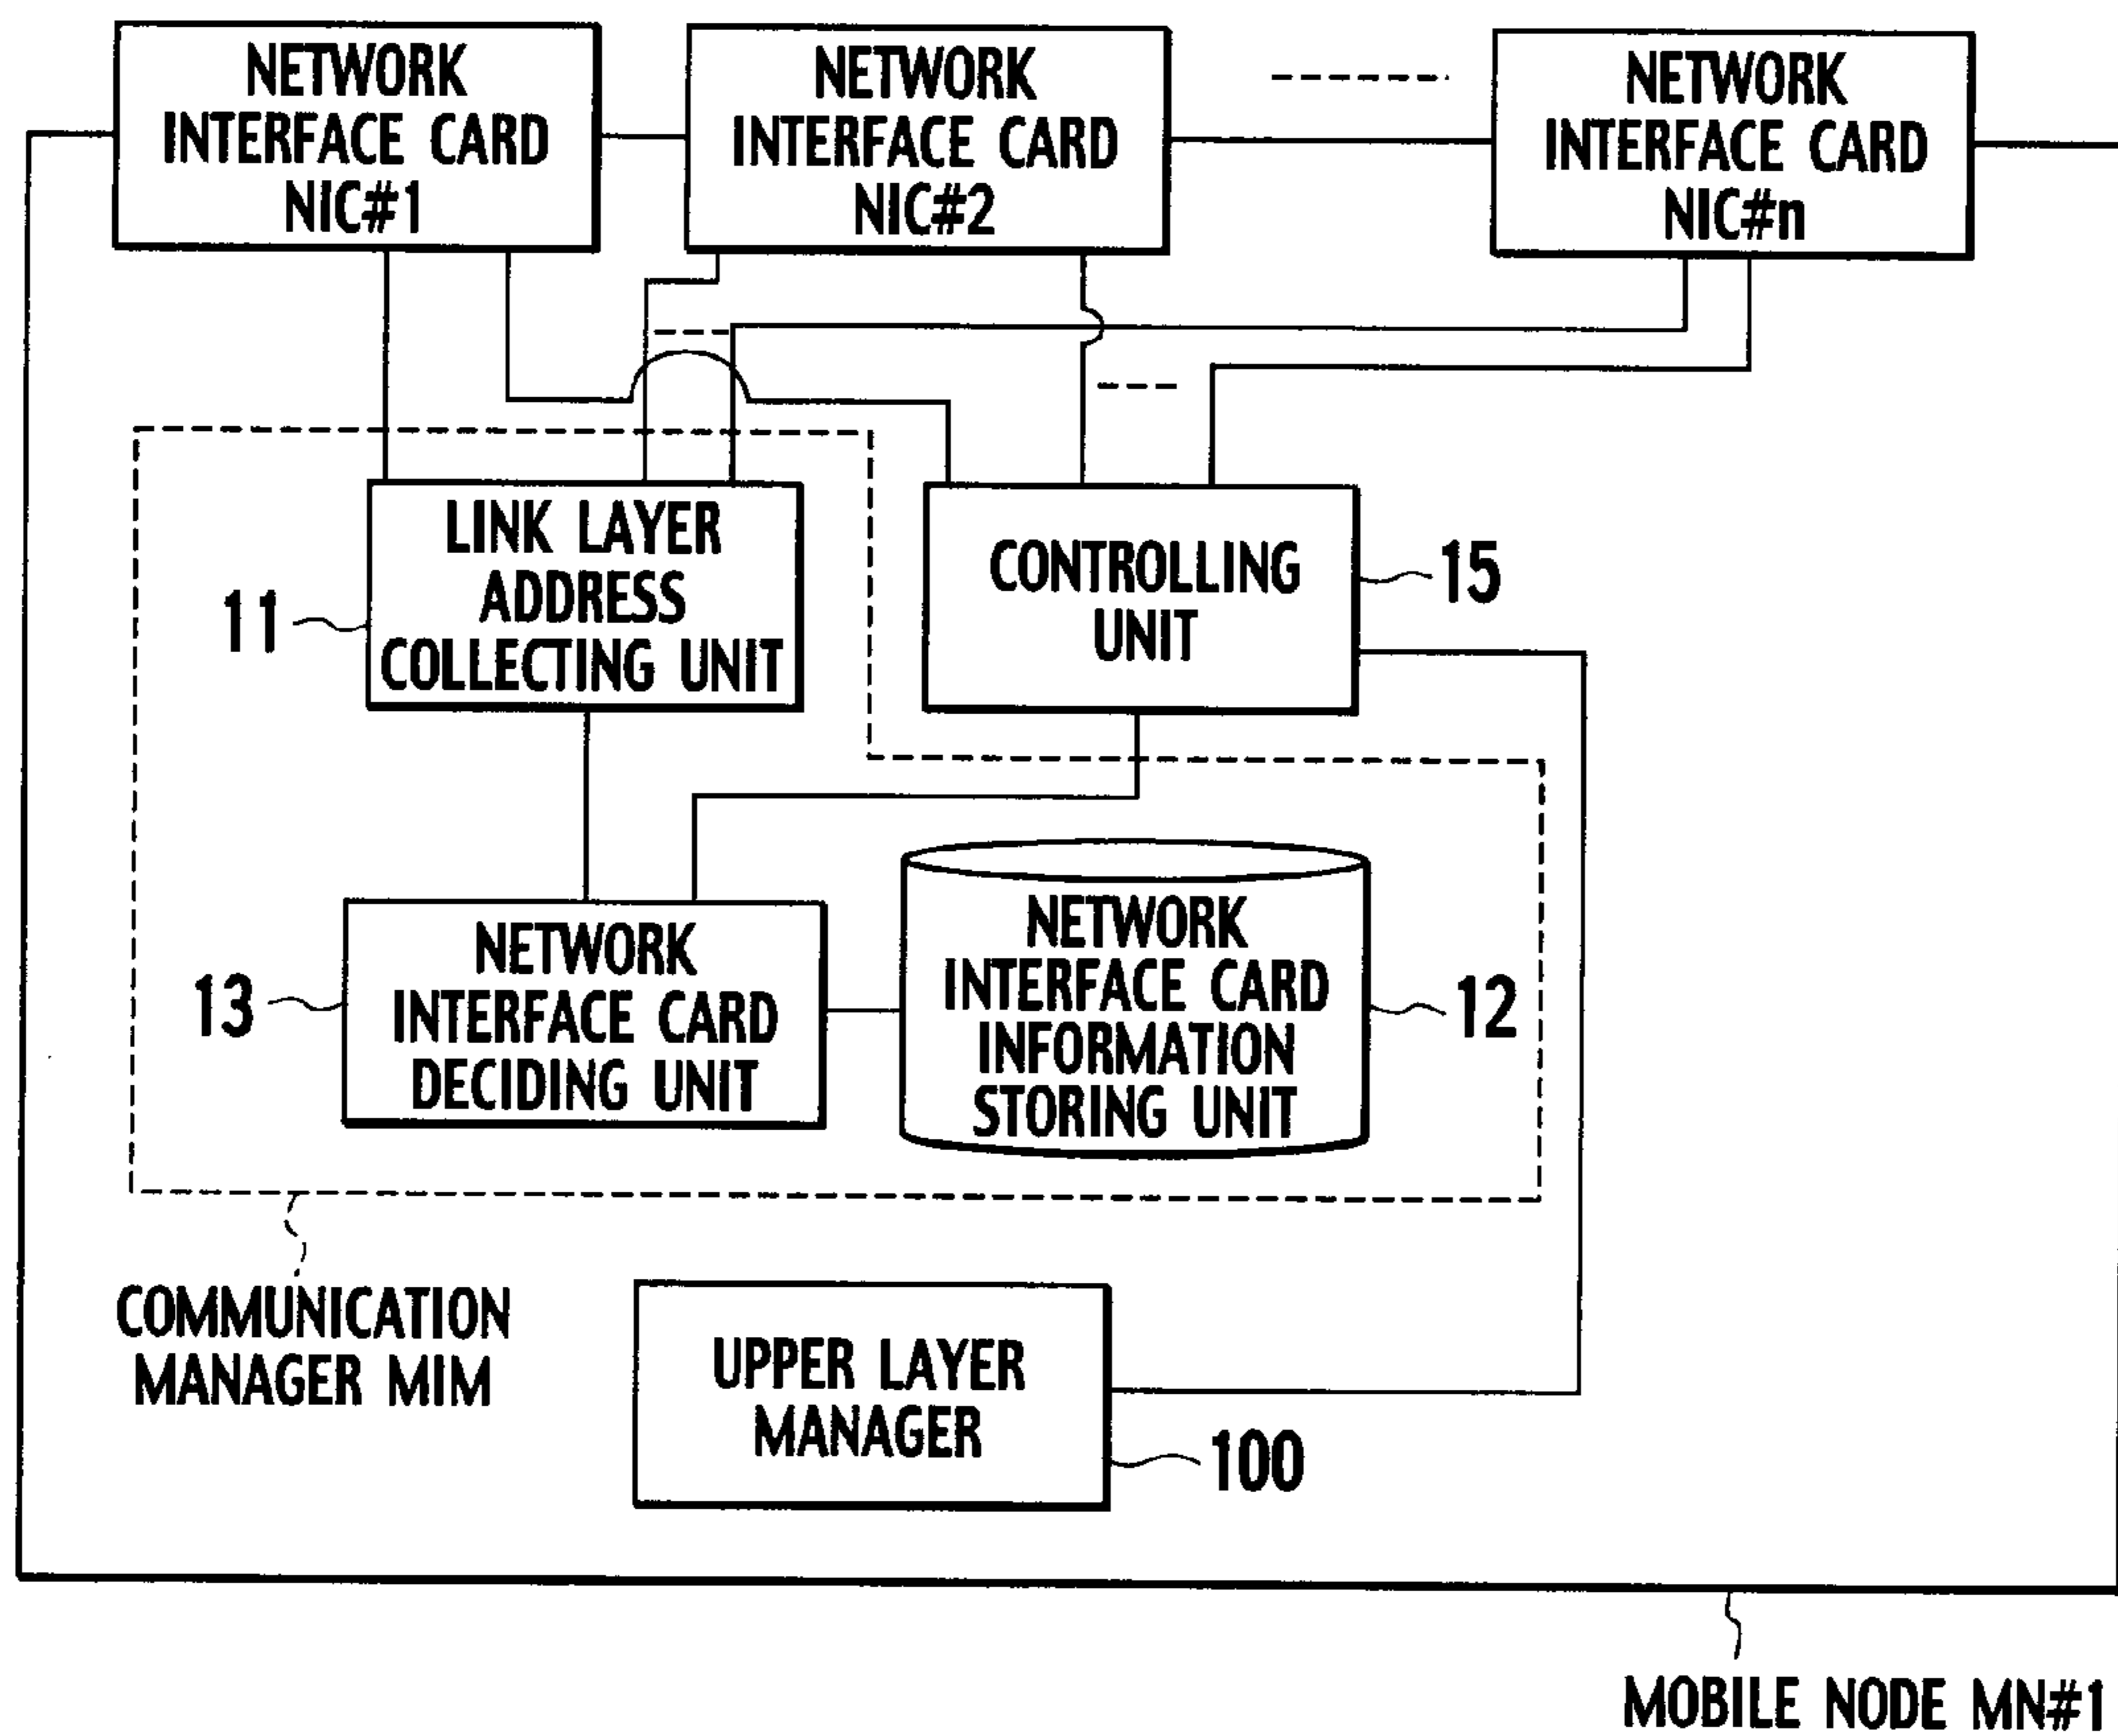 NETWORK
INTERFACE CARD
NIC#1
NETWORK
INTERFACE CARD
NIC#2
NETWORK
INTERFACE CARD
NIC#n
LINK LAYER
ADDRESS
COLLECTING UNIT
11
CONTROLLING
UNIT
15
NETWORK
INTERFACE CARD
DECIDING UNIT
13
NETWORK
INTERFACE CARD
INFORMATION
STORING UNIT
12
COMMUNICATION
MANAGER MIM
UPPER LAYER
MANAGER
100
MOBILE NODE MN#1